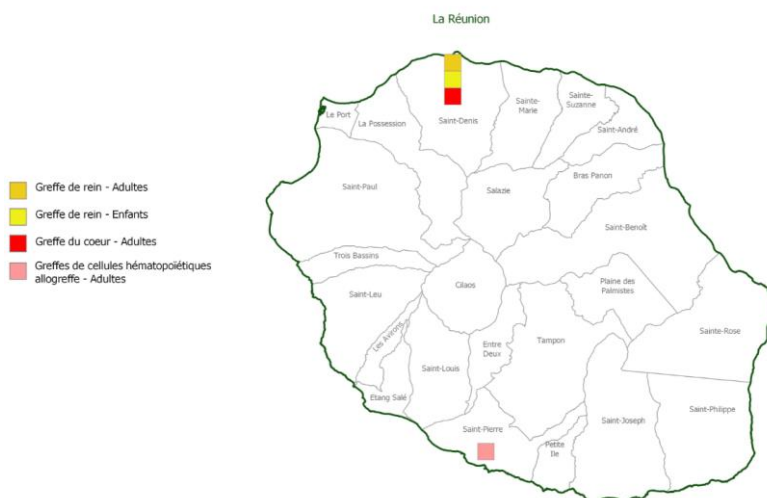 La Réunion
Le Port
La Possession
Saint-Denis
Sainte-
Marie
Sainte-
Suzanne
Saint-André
Greffe de rein - Adultes
Greffe de rein - Enfants
Greffe du coeur - Adultes
Greffes de cellules hématopoïétiques
allogreffe - Adultes
Saint-Paul
Salazie
Bras Panon
Saint-Benoît
Trois Bassins
Cilaos
Plaine des
Palmistes
Saint-Leu
Les Avirons
Entre
Deux
Tampon
Sainte-Rose
Saint-Louis
Etang Salé
Saint-Pierre
Petite
Ile
Saint-Joseph
Saint-Philippe